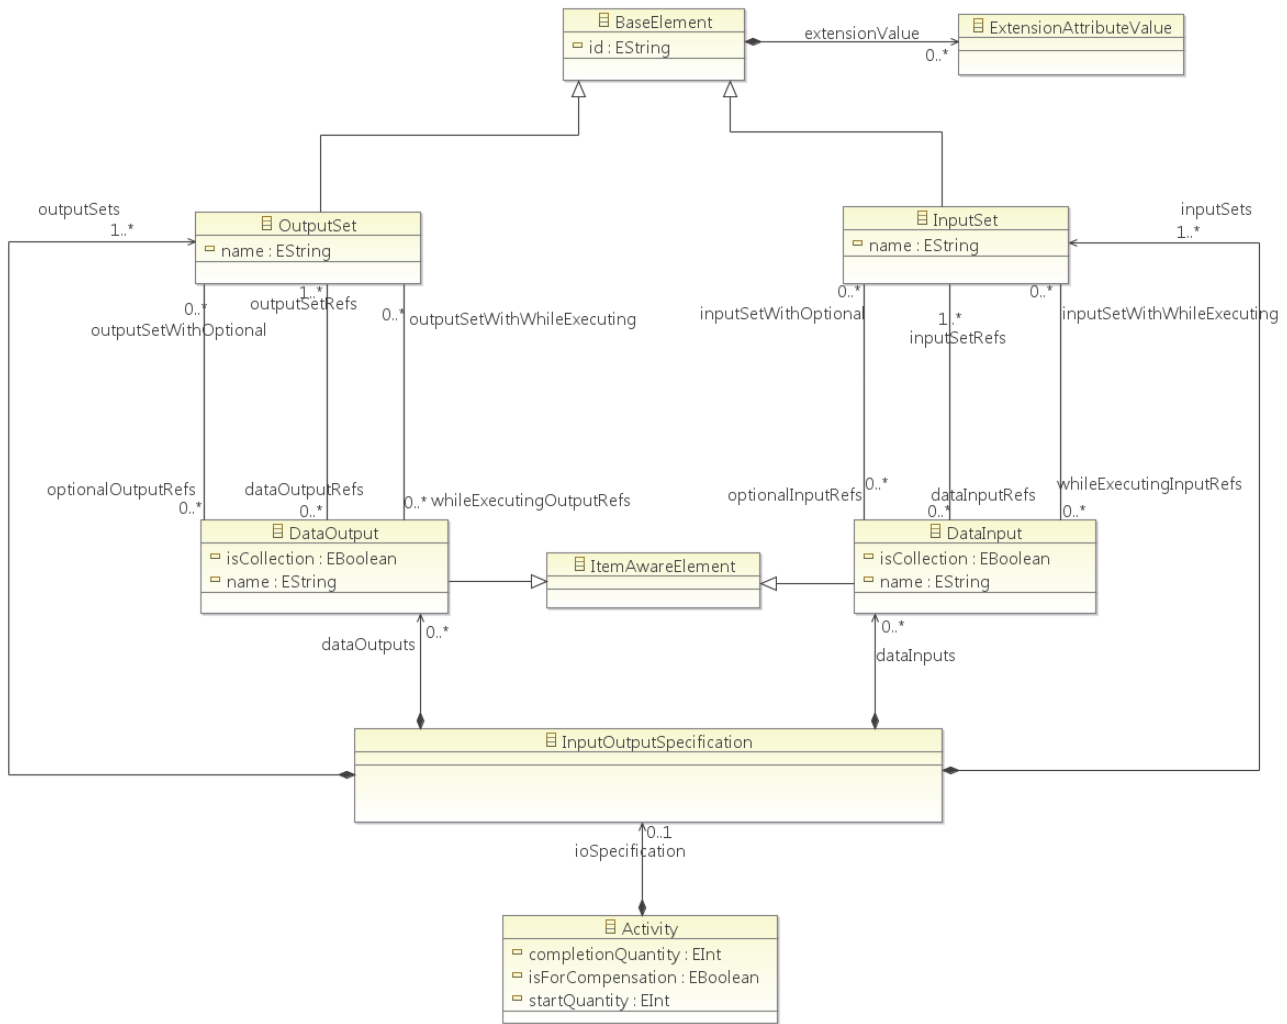 BaseElement
id : EString
extensionValue
0..*
ExtensionAttributeValue
outputSets
1..*
OutputSet
name : EString
InputSet
name : EString
inputSets
1..*
0..*
outputSetWithOptional
1..*
outputSetRefs
0..*
outputSetWithWhileExecuting
0..*
inputSetWithOptional
1..*
inputSetRefs
0..*
inputSetWithWhileExecuting
optionalOutputRefs
0..*
dataOutputRefs
0..*
0..*
whileExecutingOutputRefs
optionalInputRefs
0..*
dataInputRefs
0..*
whileExecutingInputRefs
0..*
DataOutput
isCollection : EBoolean
name : EString
ItemAwareElement
DataInput
isCollection : EBoolean
name : EString
dataOutputs
0..*
0..*
dataInputs
InputOutputSpecification
0..1
ioSpecification
Activity
completionQuantity : EInt
isForCompensation : EBoolean
startQuantity : EInt